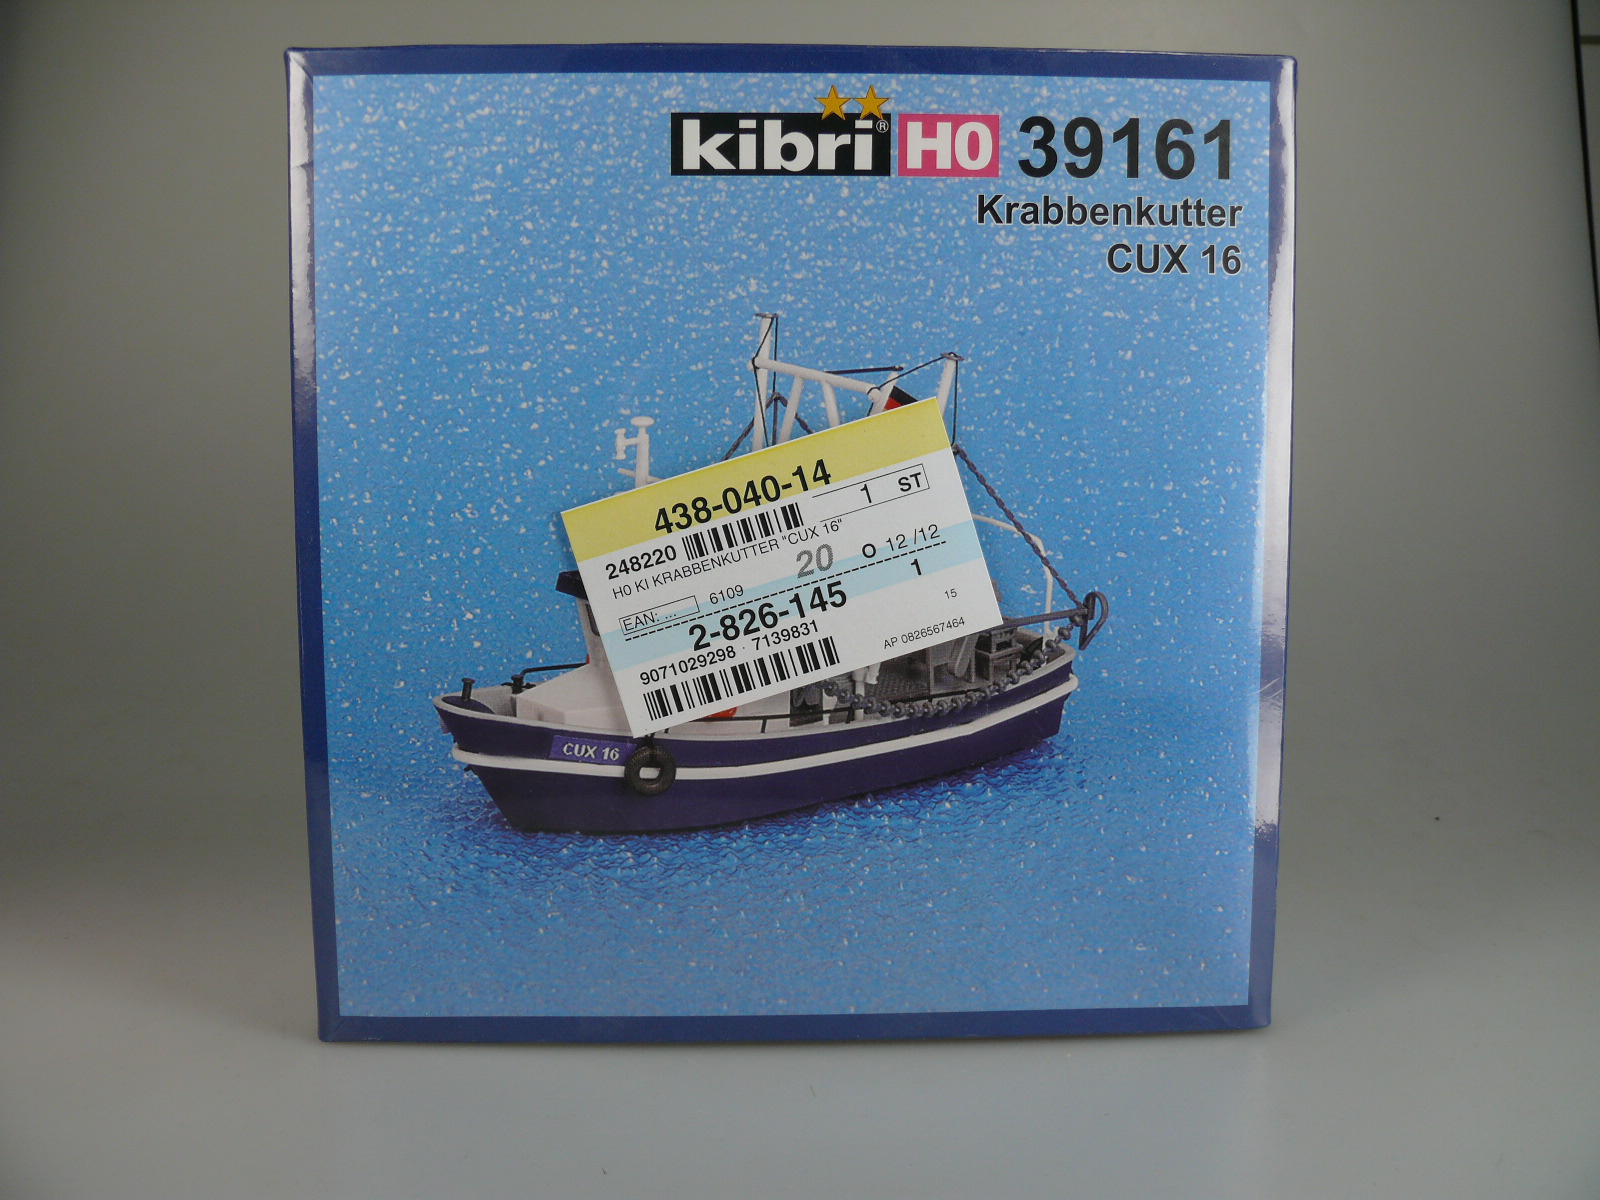 kibri® H0 39161
Krabbenkutter
CUX 16
438-040-14
1 ST
248220
H0 KI KRABBENKUTTER "CUX 16"
EAN: ... 6109 20 O 12 /12
2-826-145 1
9071029298 · 7139831 15
AP 0826567464
CUX 16